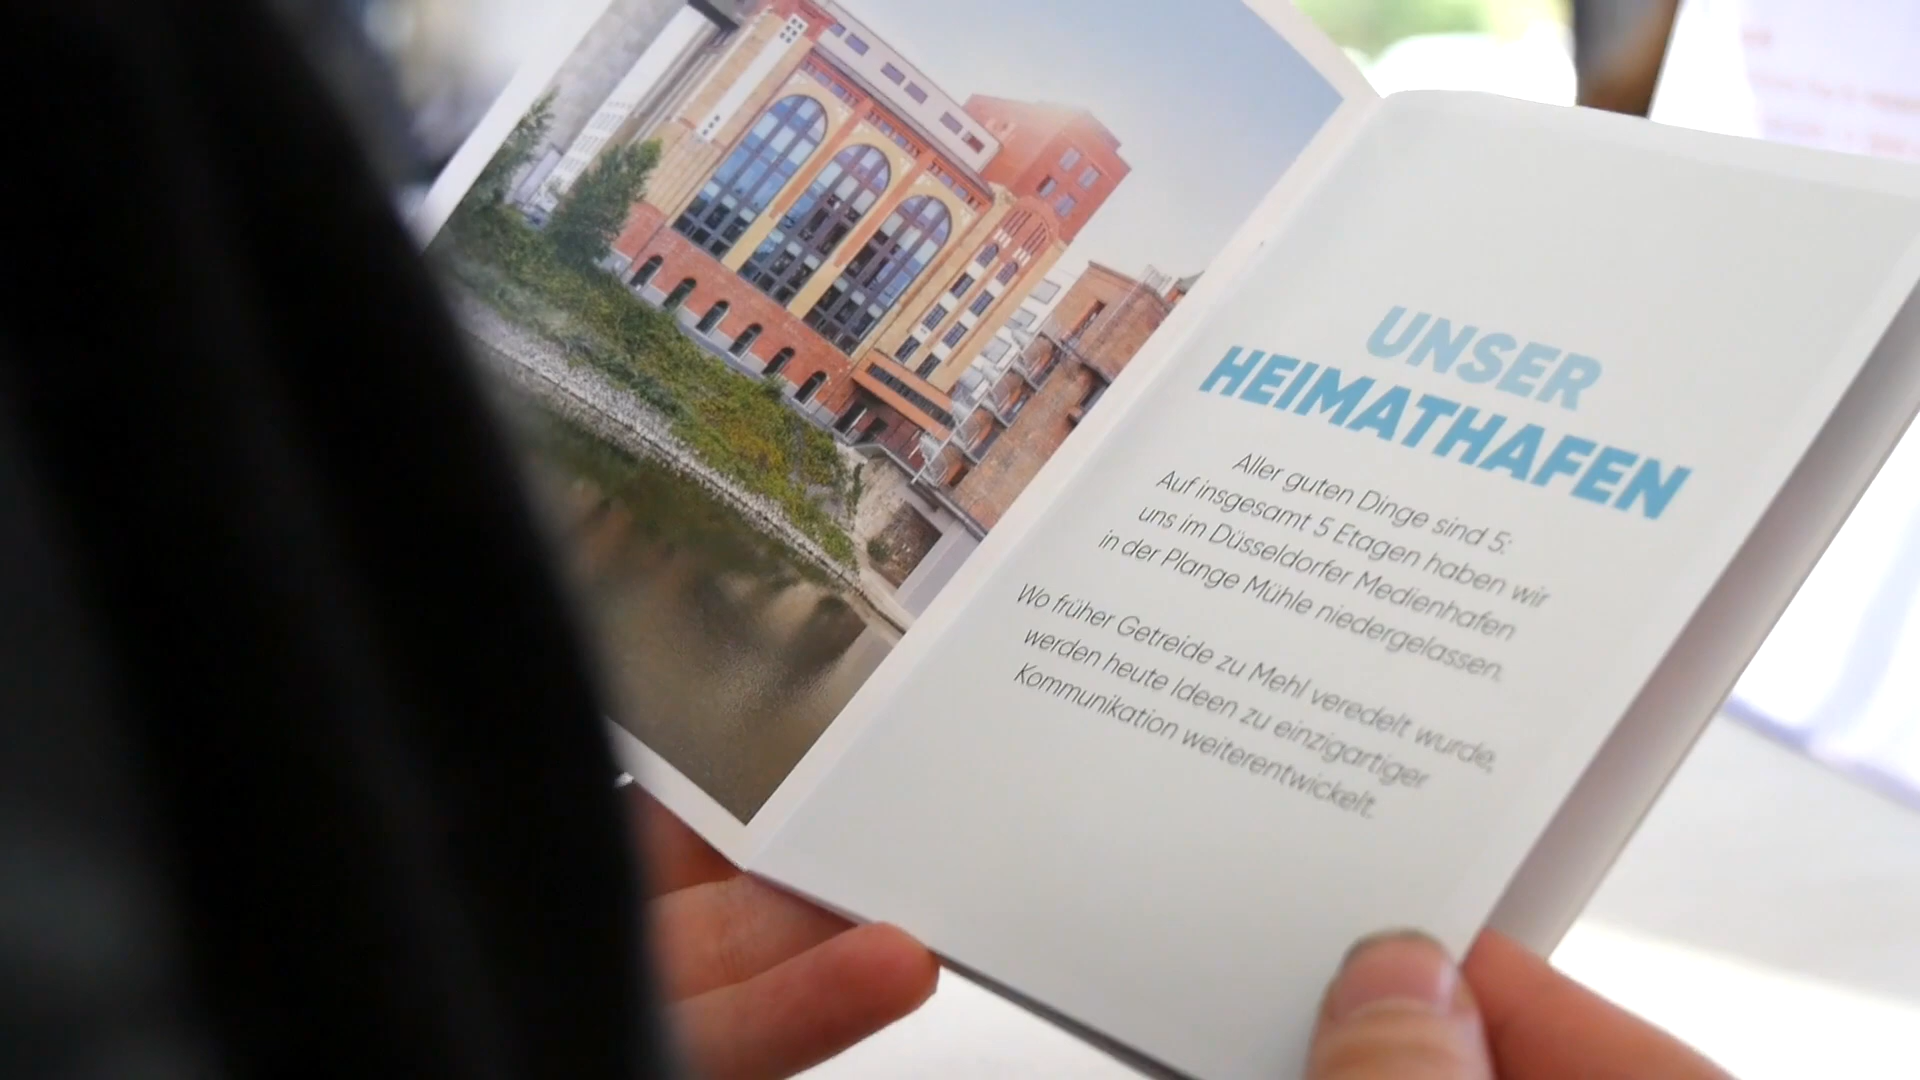 UNSER
HEIMATHAFEN
Aller guten Dinge sind 5:
Auf insgesamt 5 Etagen haben wir
uns im Düsseldorfer Medienhafen
in der Plange Mühle niedergelassen.
Wo früher Getreide zu Mehl veredelt wurde,
werden heute Ideen zu einzigartiger
Kommunikation weiterentwickelt.